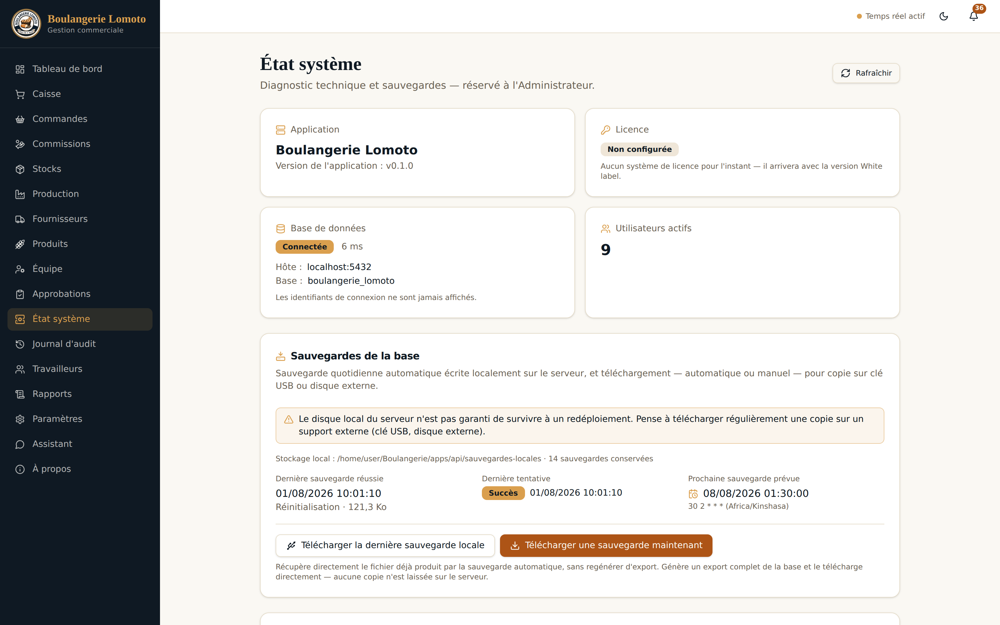 BOULANGERIE LOMOTO
Boulangerie Lomoto
Gestion commerciale
Temps réel actif
36
Tableau de bord
Caisse
Commandes
Commissions
Stocks
Production
Fournisseurs
Produits
Équipe
Approbations
État système
Journal d'audit
Travailleurs
Rapports
Paramètres
Assistant
À propos
État système
Diagnostic technique et sauvegardes — réservé à l'Administrateur.
Rafraîchir
Application
Boulangerie Lomoto
Version de l'application : v0.1.0
Licence
Non configurée
Aucun système de licence pour l'instant — il arrivera avec la version White
label.
Base de données
Connectée 6 ms
Hôte : localhost:5432
Base : boulangerie_lomoto
Les identifiants de connexion ne sont jamais affichés.
Utilisateurs actifs
9
Sauvegardes de la base
Sauvegarde quotidienne automatique écrite localement sur le serveur, et téléchargement — automatique ou manuel — pour copie sur clé
USB ou disque externe.
Le disque local du serveur n'est pas garanti de survivre à un redéploiement. Pense à télécharger régulièrement une copie sur un
support externe (clé USB, disque externe).
Stockage local : /home/user/Boulangerie/apps/api/sauvegardes-locales · 14 sauvegardes conservées
Dernière sauvegarde réussie
01/08/2026 10:01:10
Réinitialisation · 121,3 Ko
Dernière tentative
Succès 01/08/2026 10:01:10
Prochaine sauvegarde prévue
08/08/2026 01:30:00
30 2 * * * (Africa/Kinshasa)
Télécharger la dernière sauvegarde locale
Télécharger une sauvegarde maintenant
Récupère directement le fichier déjà produit par la sauvegarde automatique, sans regénérer d'export. Génère un export complet de la base et le télécharge
directement — aucune copie n'est laissée sur le serveur.